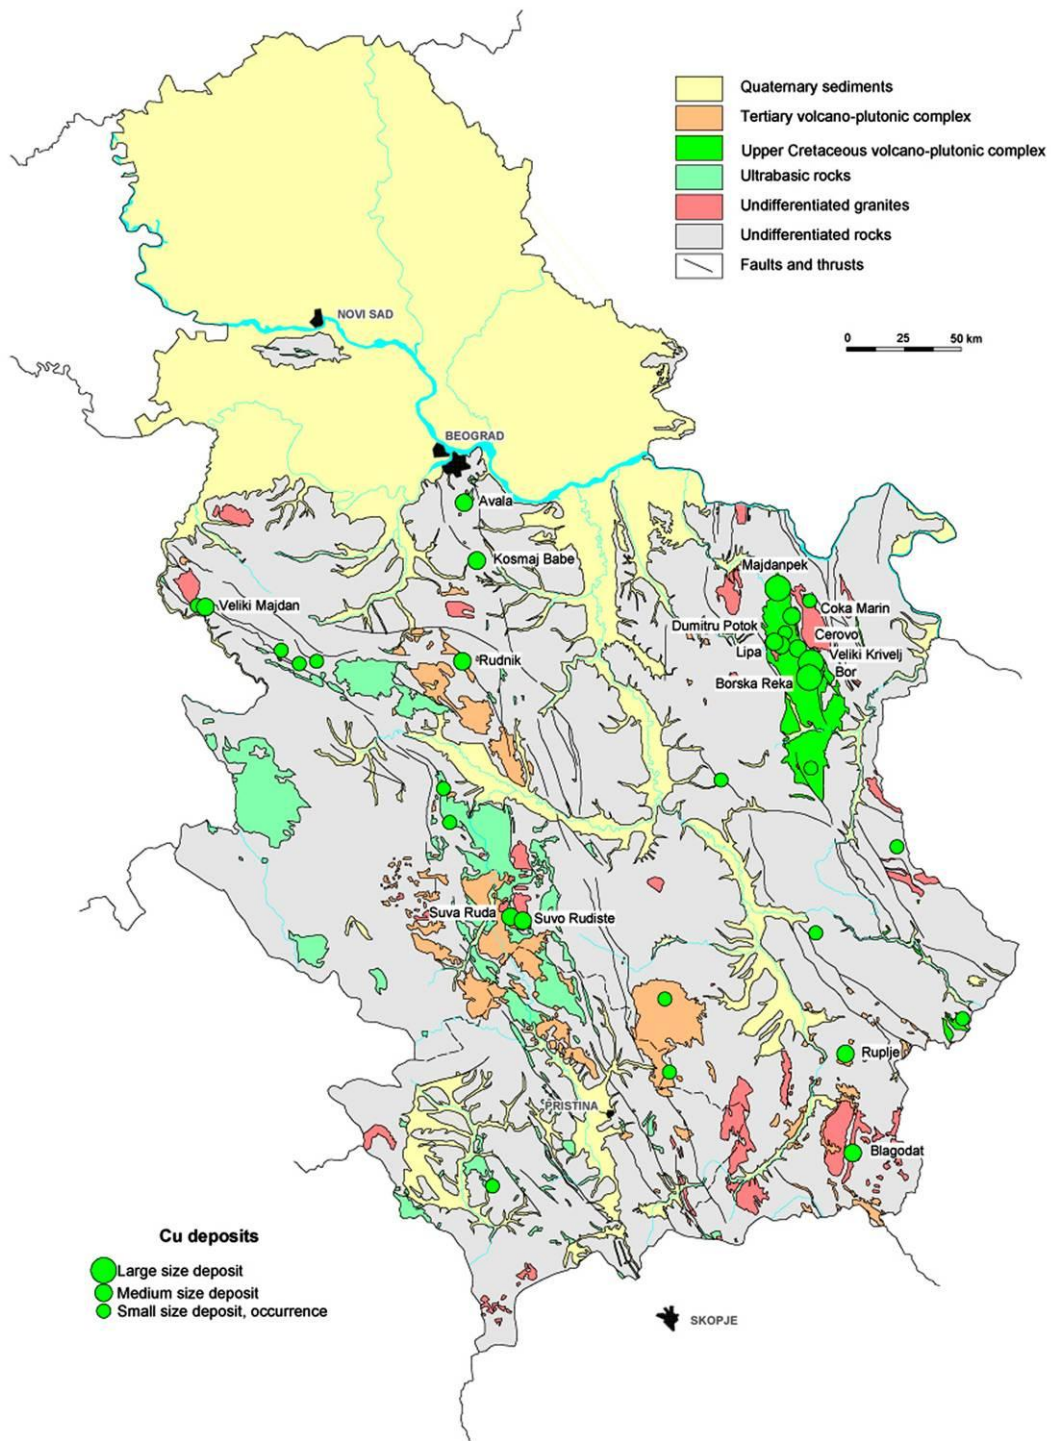 Quaternary sediments
Tertiary volcano-plutonic complex
Upper Cretaceous volcano-plutonic complex
Ultrabasic rocks
Undifferentiated granites
Undifferentiated rocks
Faults and thrusts
0 25 50 km
NOVI SAD
BEOGRAD
Avala
Kosmaj Babe
Majdanpek
Veliki Majdan
Coka Marin
Dumitru Potok
Cerovo
Lipa
Veliki Krivelj
Rudnik
Bor
Borska Reka
Suva Ruda
Suvo Rudiste
Ruplje
PRISTINA
Blagodat
Cu deposits
Large size deposit
Medium size deposit
Small size deposit, occurrence
SKOPJE